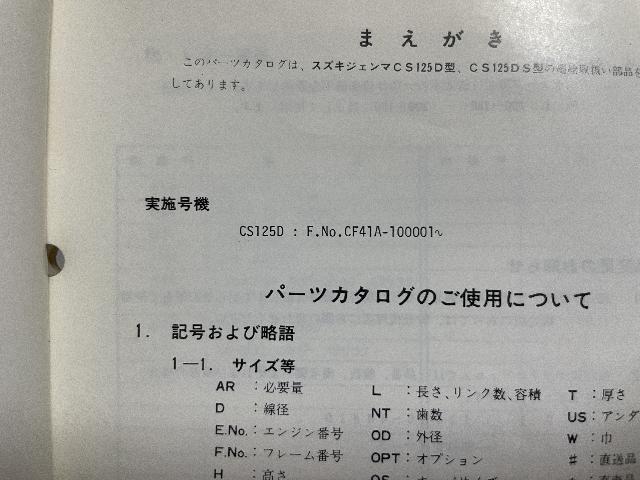 まえがき
このパーツカタログは、スズキジェンマCS125D型、CS125DS型の
してあります。
実施号機
CS125D : F.No.CF41A-100001~
パーツカタログのご使用について
1. 記号および略語
1—1. サイズ等
AR : 必要量 L : 長さ、リンク数、容積 T : 厚さ
D : 線径 NT : 歯数 US : アンダ
E.No. : エンジン番号 OD : 外径 W : 巾
F.No. : フレーム番号 OPT : オプション # : 直送品
H : 高さ